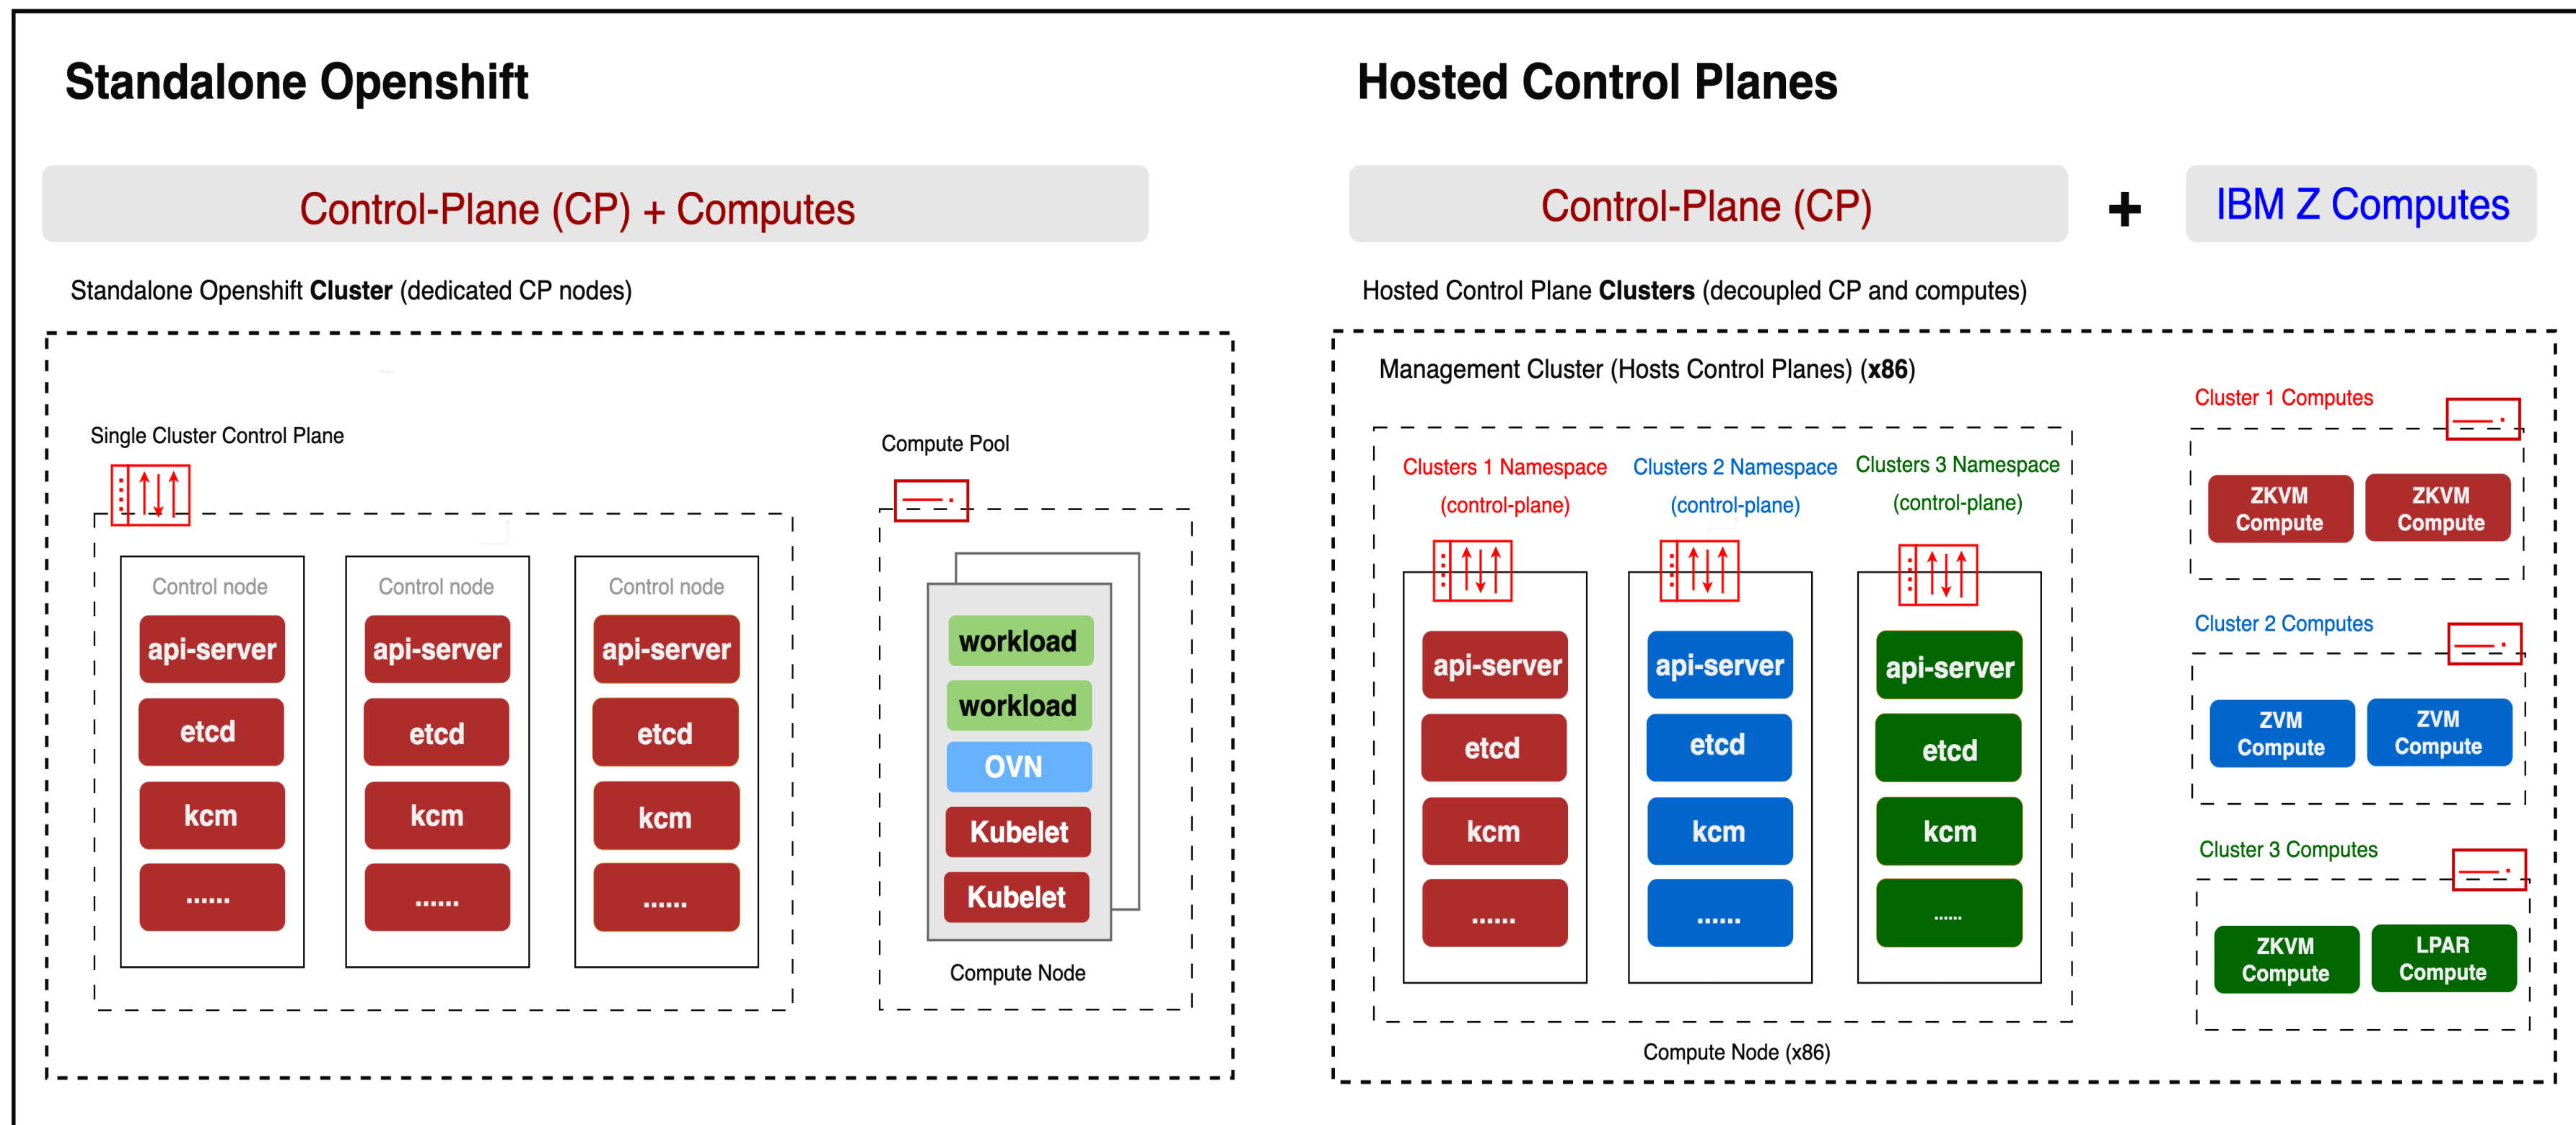 Standalone Openshift
Control-Plane (CP) + Computes
Standalone Openshift Cluster (dedicated CP nodes)
Single Cluster Control Plane
Control node
api-server
etcd
kcm
......
Control node
api-server
etcd
kcm
......
Control node
api-server
etcd
kcm
......
Compute Pool
workload
workload
OVN
Kubelet
Kubelet
Compute Node
Hosted Control Planes
Control-Plane (CP)
+
IBM Z Computes
Hosted Control Plane Clusters (decoupled CP and computes)
Management Cluster (Hosts Control Planes) (x86)
Clusters 1 Namespace
(control-plane)
api-server
etcd
kcm
......
Clusters 2 Namespace
(control-plane)
api-server
etcd
kcm
......
Clusters 3 Namespace
(control-plane)
api-server
etcd
kcm
......
Compute Node (x86)
Cluster 1 Computes
ZKVM
Compute
ZKVM
Compute
Cluster 2 Computes
ZVM
Compute
ZVM
Compute
Cluster 3 Computes
ZKVM
Compute
LPAR
Compute